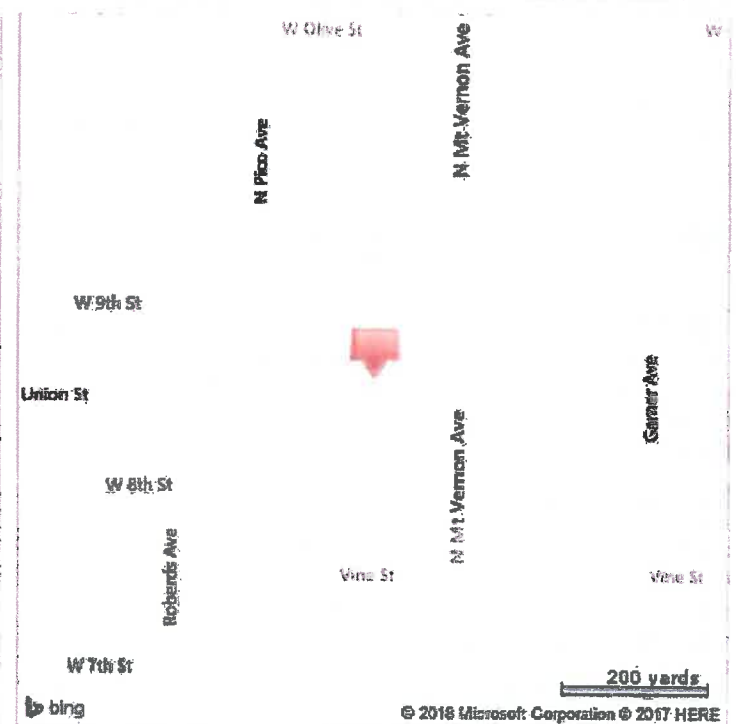 W Olive St
W
N Mt Vernon Ave
N Pico Ave
W 9th St
Union St
Garner Ave
N Mt Vernon Ave
W 8th St
Roberds Ave
Vine St
Vine St
W 7th St
200 yards
bing
© 2018 Microsoft Corporation © 2017 HERE